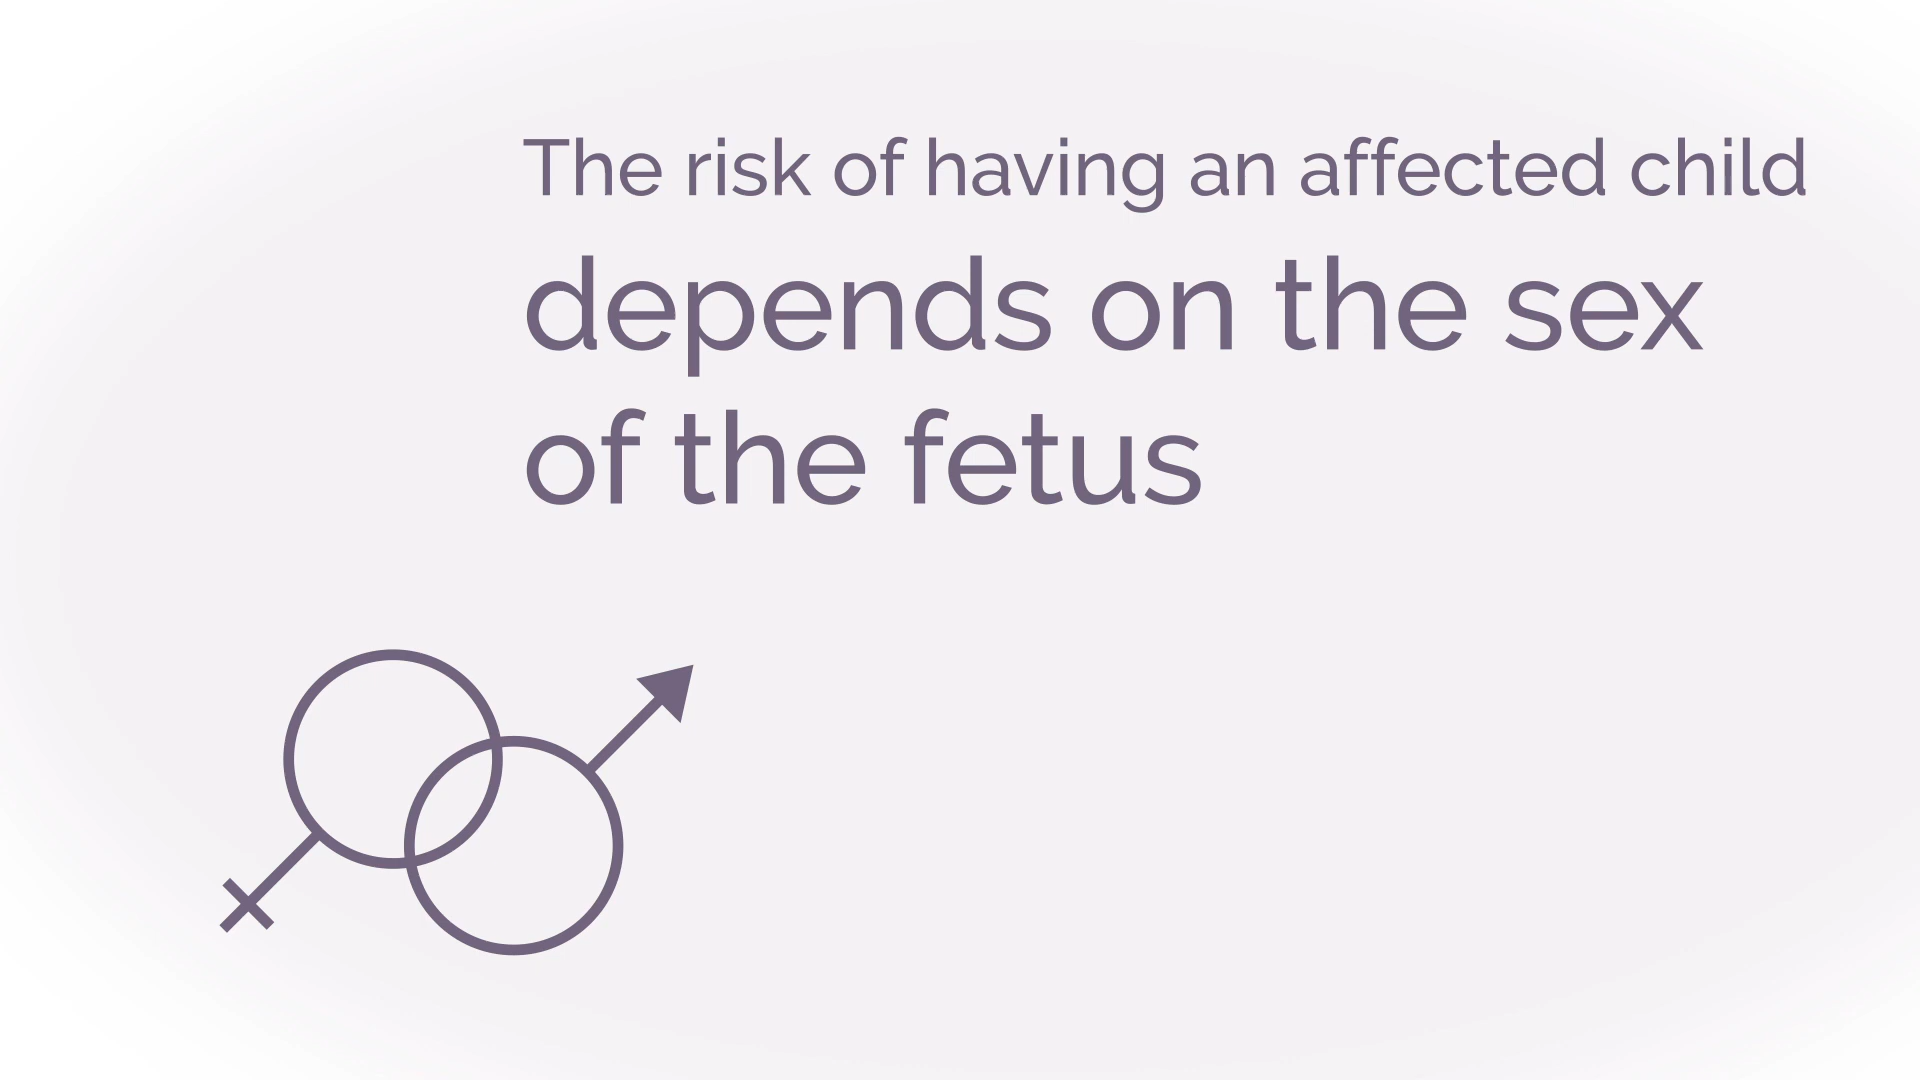 The risk of having an affected child
depends on the sex
of the fetus